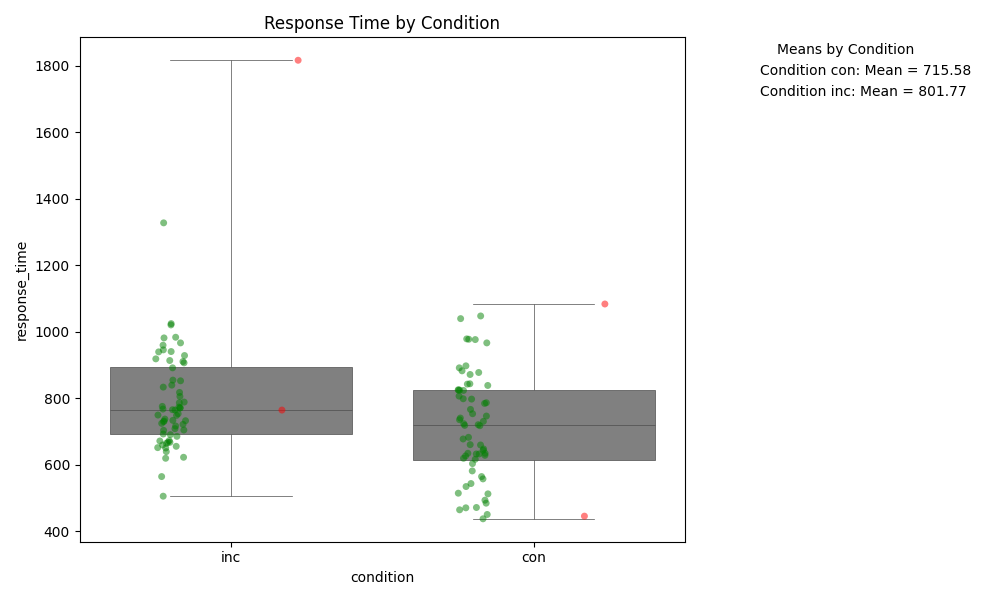 Response Time by Condition
Means by Condition
Condition con: Mean = 715.58
Condition inc: Mean = 801.77
response_time
1800
1600
1400
1200
1000
800
600
400
inc
con
condition